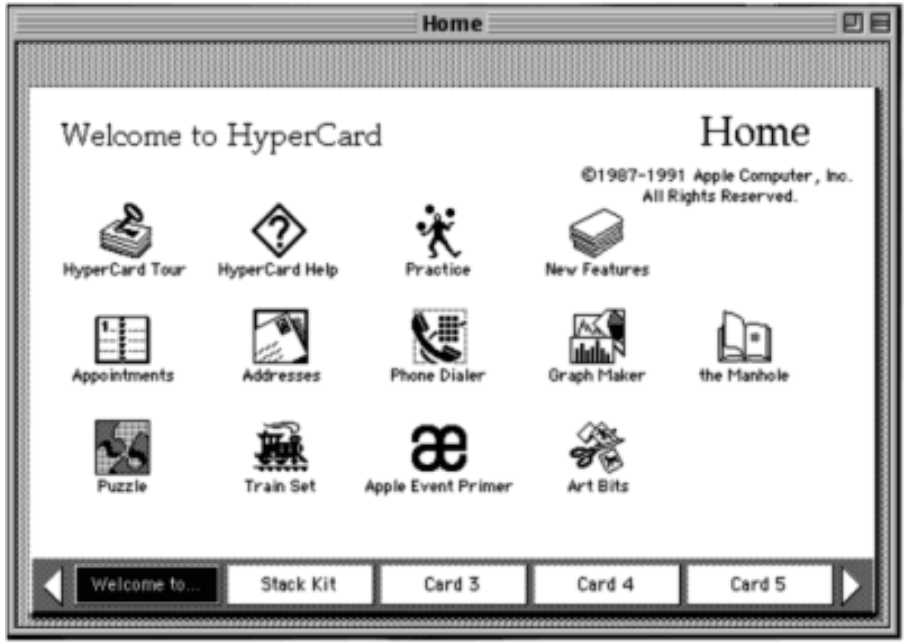 Home
Welcome to HyperCard
Home
©1987-1991 Apple Computer, Inc.
All Rights Reserved.
HyperCard Tour
HyperCard Help
Practice
New Features
1.
Appointments
Addresses
Phone Dialer
Graph Maker
the Manhole
Puzzle
Train Set
æ
Apple Event Primer
Art Bits
Welcome to...
Stack Kit
Card 3
Card 4
Card 5